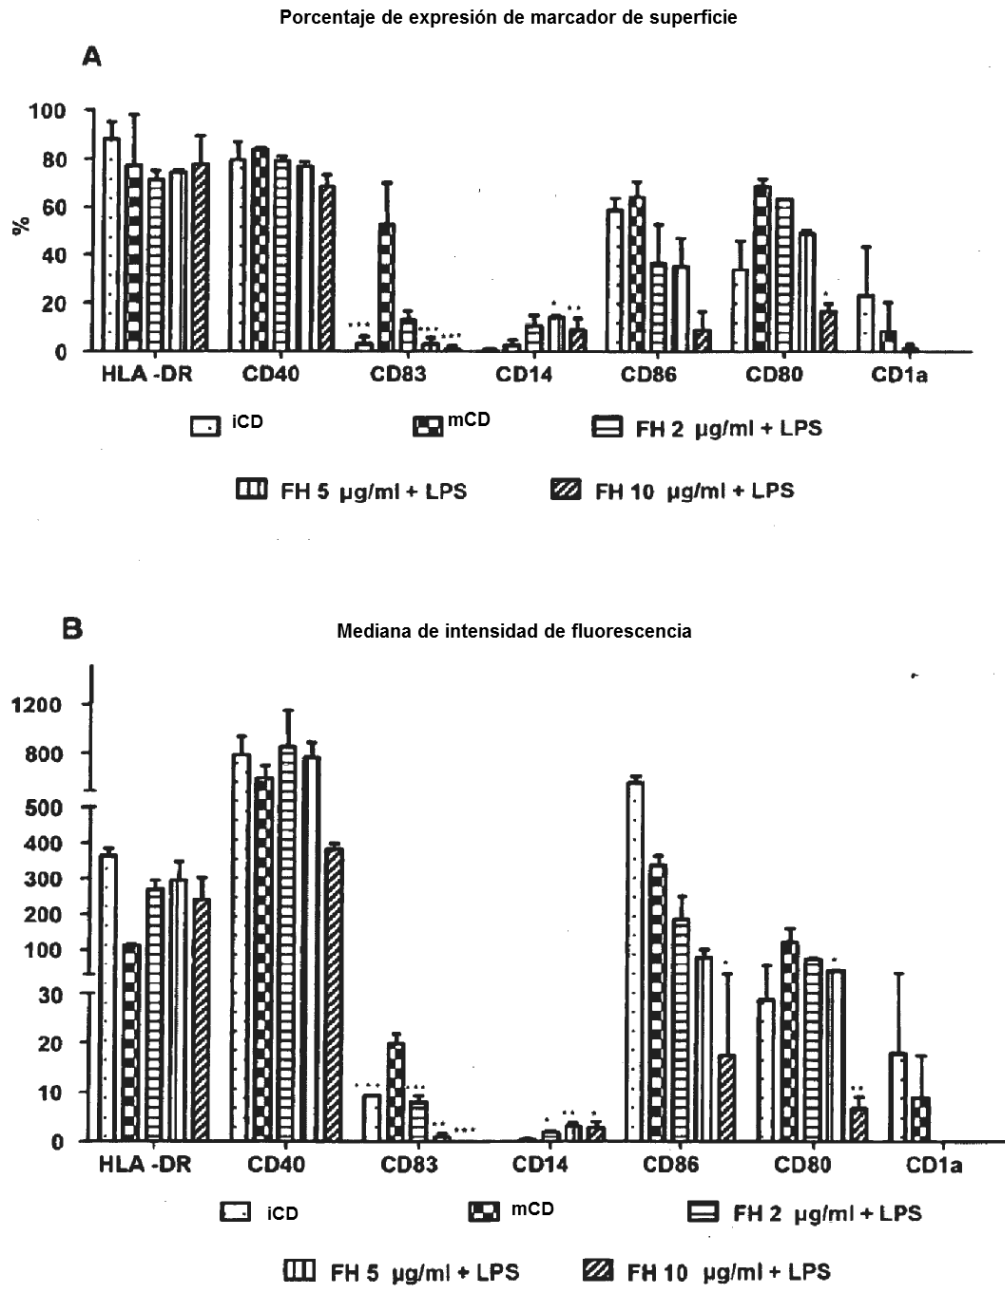 Porcentaje de expresión de marcador de superficie
A
100
80
60
40
20
0
%
* * *
* * *
* * *
*
* *
*
HLA -DR CD40 CD83 CD14 CD86 CD80 CD1a
iCD mCD FH 2 µg/ml + LPS
FH 5 µg/ml + LPS FH 10 µg/ml + LPS
B
Mediana de intensidad de fluorescencia
1200
800
500
400
300
200
100
30
20
10
0
* * *
* * *
* *
* * *
*
* *
*
*
*
* *
HLA -DR CD40 CD83 CD14 CD86 CD80 CD1a
iCD mCD FH 2 µg/ml + LPS
FH 5 µg/ml + LPS FH 10 µg/ml + LPS